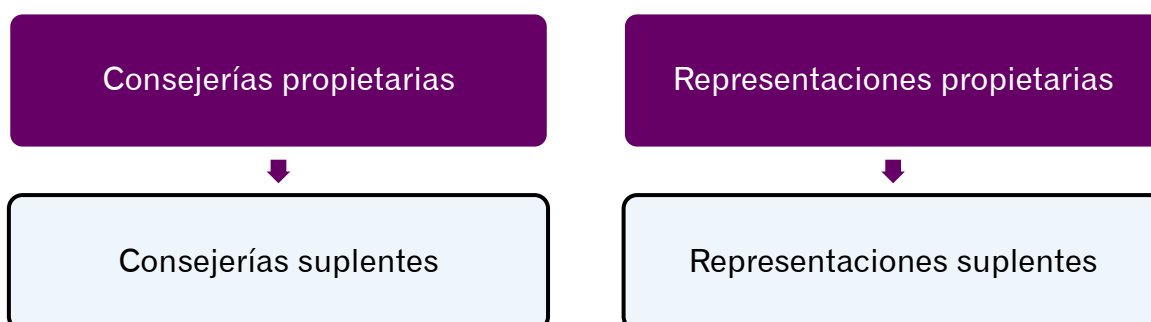 Consejerías propietarias
Representaciones propietarias
Consejerías suplentes
Representaciones suplentes